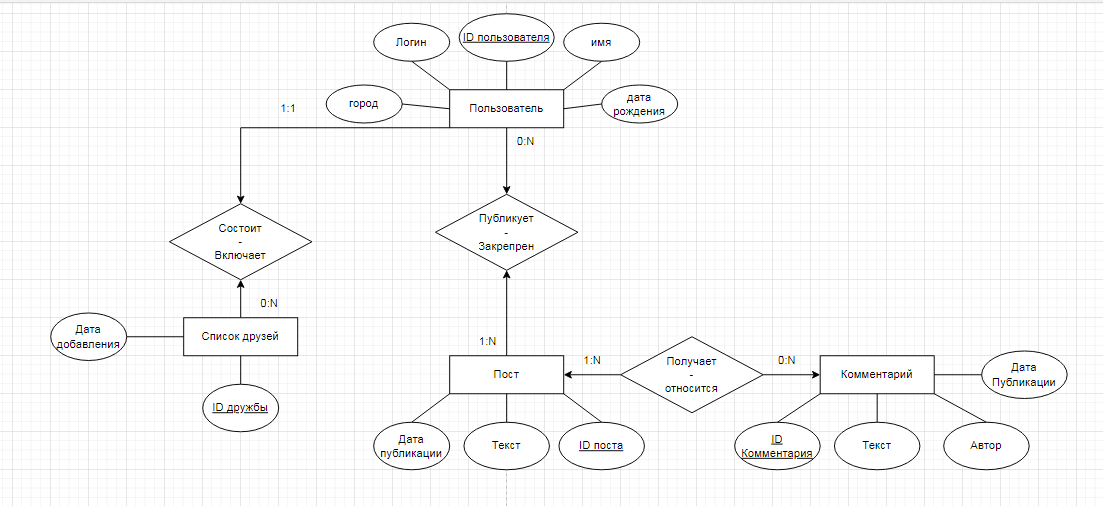 Логин
ID пользователя
имя
город
Пользователь
дата
рождения
1:1
0:N
Состоит
-
Включает
Публикует
-
Закрепрен
0:N
Дата
добавления
Список друзей
ID дружбы
1:N
Пост
1:N
Получает
-
относится
0:N
Комментарий
Дата
Публикации
Дата
публикации
Текст
ID поста
ID
Комментария
Текст
Автор